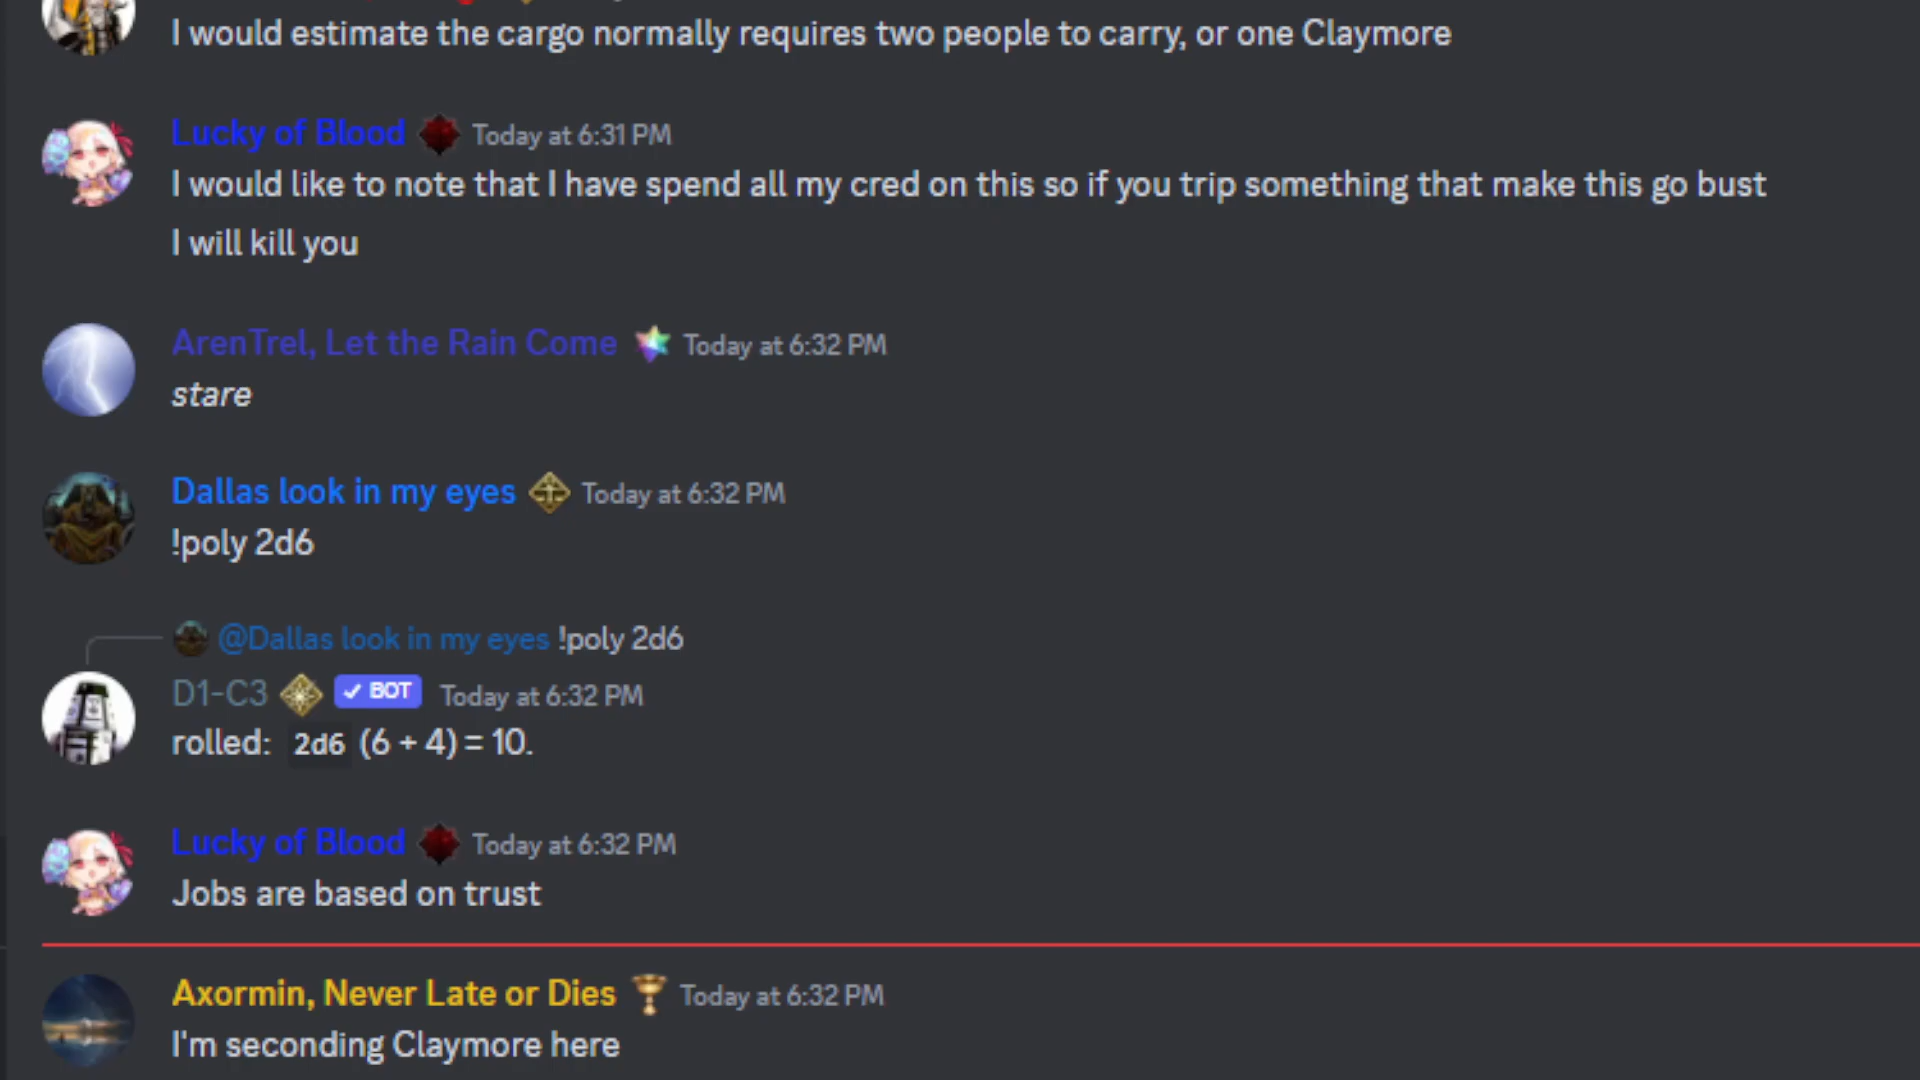 I would estimate the cargo normally requires two people to carry, or one Claymore
Lucky of Blood Today at 6:31 PM
I would like to note that I have spend all my cred on this so if you trip something that make this go bust
I will kill you
ArenTrel, Let the Rain Come Today at 6:32 PM
stare
Dallas look in my eyes Today at 6:32 PM
!poly 2d6
@Dallas look in my eyes !poly 2d6
D1-C3 BOT Today at 6:32 PM
rolled: 2d6 (6 + 4) = 10.
Lucky of Blood Today at 6:32 PM
Jobs are based on trust
Axormin, Never Late or Dies Today at 6:32 PM
I'm seconding Claymore here